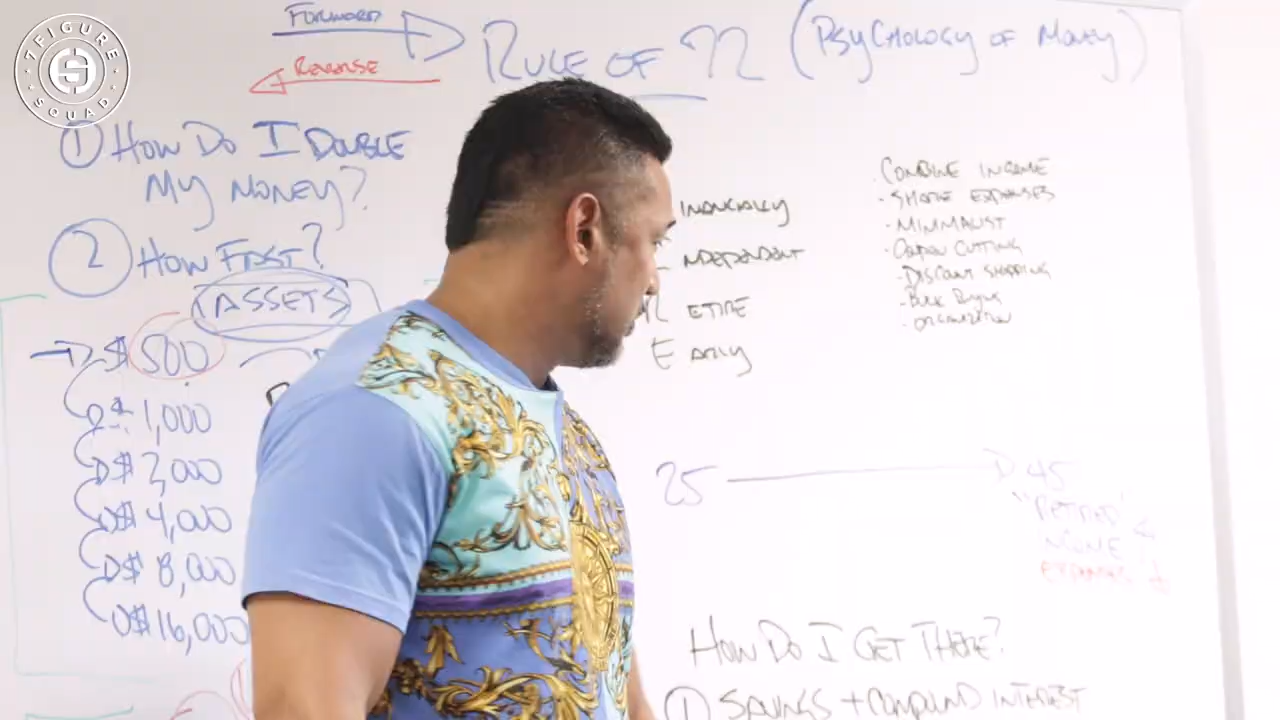 7 FIGURE SQUAD
FORWARD
REVERSE
RULE OF 72 (PSYCHOLOGY OF MONEY)
① HOW DO I DOUBLE
MY MONEY?
② HOW FAST?
ASSETS
$500
$1,000
$2,000
$4,000
$8,000
$16,000
INANCIALLY
NDEPENDENT
R ETIRE
E ARLY
· COMBINE INCOME
· SHARE EXPENSES
· MINIMALIST
· COUPON CUTTING
· DISCOUNT SHOPPING
· BULK BUYING
25 45
"RETIRED"
INCOME
EXPENSES
HOW DO I GET THERE?
① SAVINGS + COMPOUND INTEREST